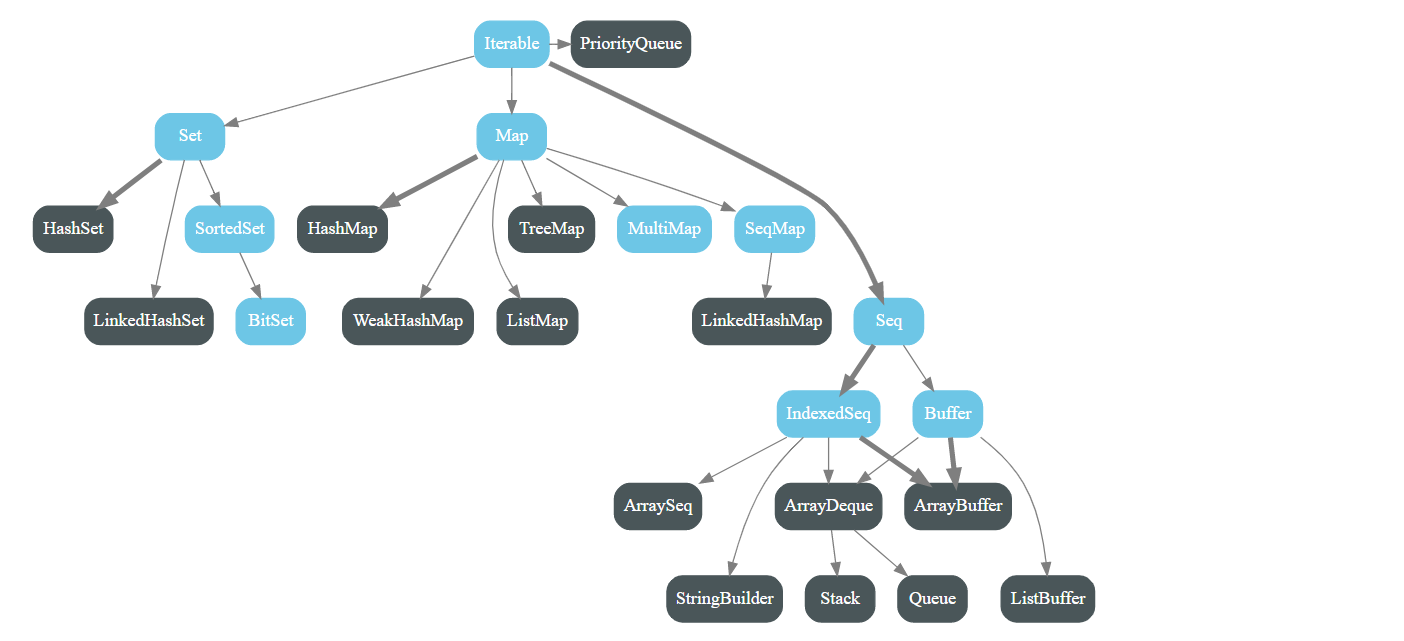 Iterable
PriorityQueue
Set
Map
HashSet
SortedSet
HashMap
TreeMap
MultiMap
SeqMap
LinkedHashSet
BitSet
WeakHashMap
ListMap
LinkedHashMap
Seq
IndexedSeq
Buffer
ArraySeq
ArrayDeque
ArrayBuffer
StringBuilder
Stack
Queue
ListBuffer